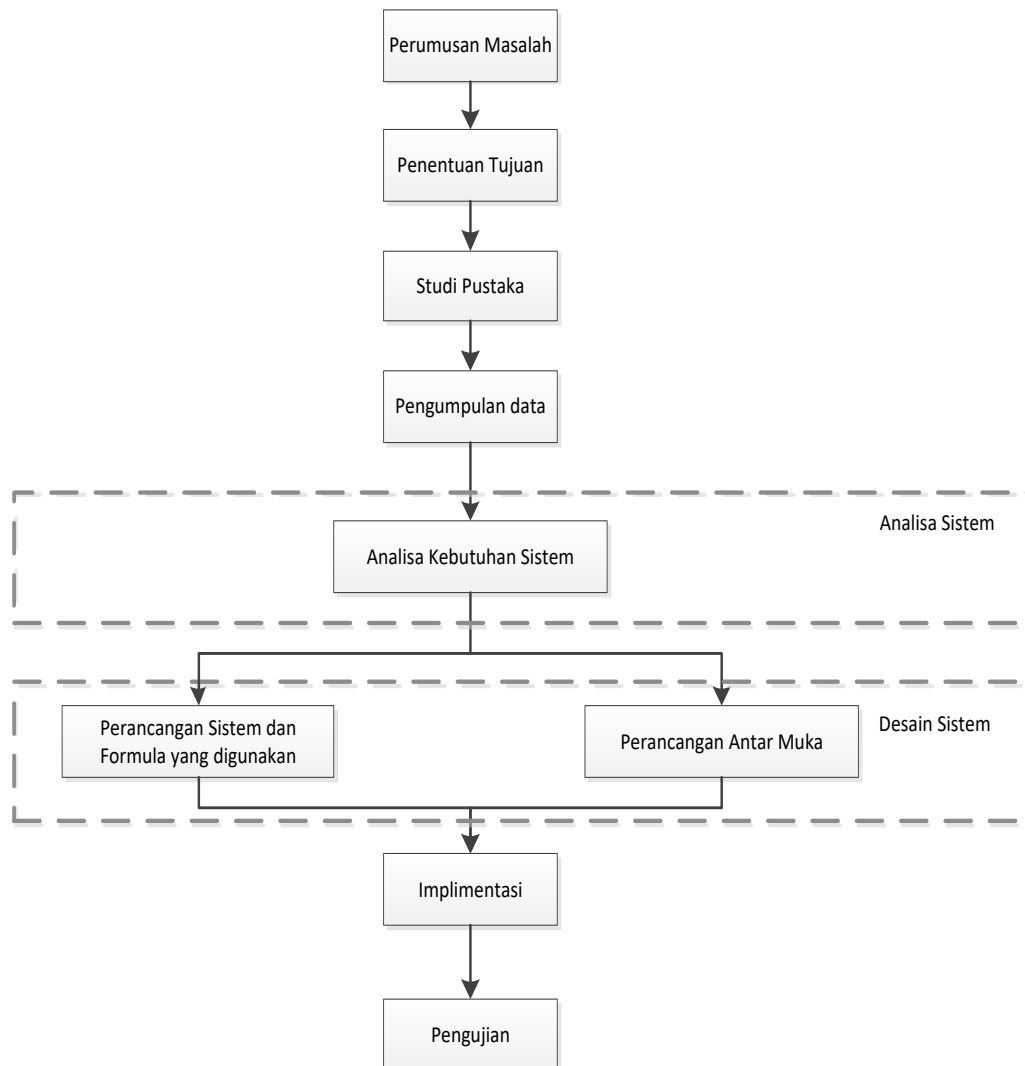 Perumusan Masalah
Penentuan Tujuan
Studi Pustaka
Pengumpulan data
Analisa Sistem
Analisa Kebutuhan Sistem
Desain Sistem
Perancangan Sistem dan
Formula yang digunakan
Perancangan Antar Muka
Implimentasi
Pengujian